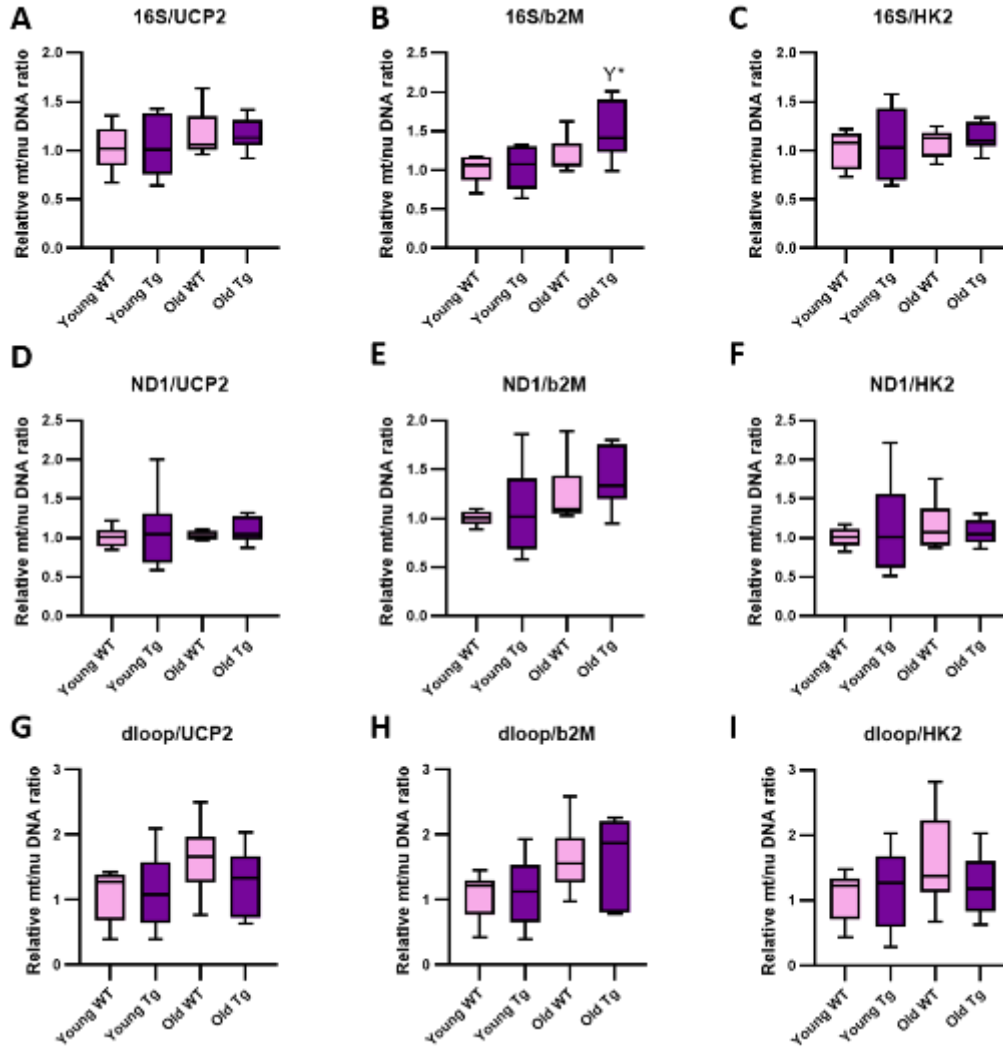 A
16S/UCP2
Relative mt/nu DNA ratio
2.0
1.5
1.0
0.5
0.0
Young WT
Young Tg
Old WT
Old Tg
B
16S/b2M
Relative mt/nu DNA ratio
2.5
2.0
1.5
1.0
0.5
0.0
Y*
Young WT
Young Tg
Old WT
Old Tg
C
16S/HK2
Relative mt/nu DNA ratio
2.0
1.5
1.0
0.5
0.0
Young WT
Young Tg
Old WT
Old Tg
D
ND1/UCP2
Relative mt/nu DNA ratio
2.5
2.0
1.5
1.0
0.5
0.0
Young WT
Young Tg
Old WT
Old Tg
E
ND1/b2M
Relative mt/nu DNA ratio
2.0
1.5
1.0
0.5
0.0
Young WT
Young Tg
Old WT
Old Tg
F
ND1/HK2
Relative mt/nu DNA ratio
2.5
2.0
1.5
1.0
0.5
0.0
Young WT
Young Tg
Old WT
Old Tg
G
dloop/UCP2
Relative mt/nu DNA ratio
3
2
1
0
Young WT
Young Tg
Old WT
Old Tg
H
dloop/b2M
Relative mt/nu DNA ratio
3
2
1
0
Young WT
Young Tg
Old WT
Old Tg
I
dloop/HK2
Relative mt/nu DNA ratio
3
2
1
0
Young WT
Young Tg
Old WT
Old Tg